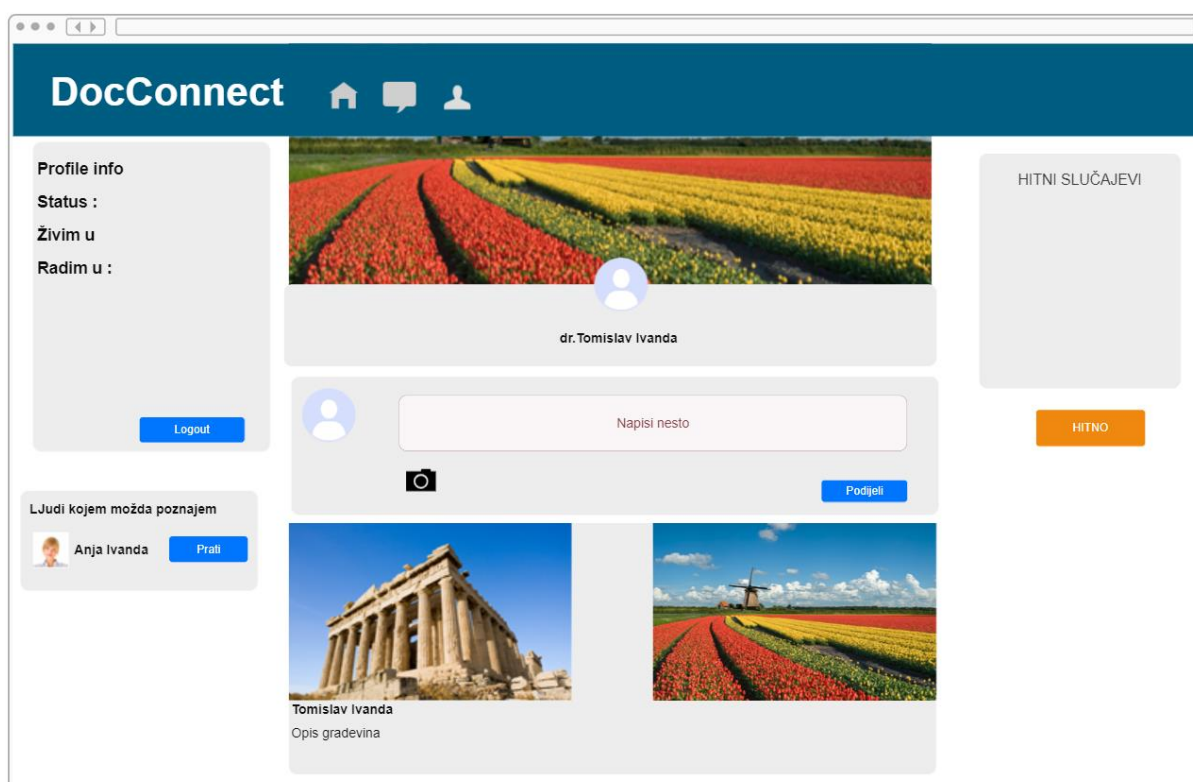 DocConnect
Profile info
Status :
Živim u
Radim u :
Logout
LJudi kojem možda poznajem
Anja Ivanda
Prati
dr.Tomislav Ivanda
Napisi nesto
Podijeli
Tomislav Ivanda
Opis gradevina
HITNI SLUČAJEVI
HITNO